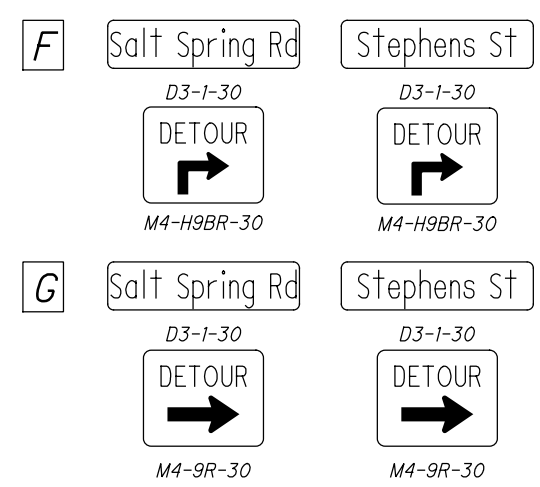 F Salt Spring Rd Stephens St
D3-1-30 D3-1-30
DETOUR DETOUR
M4-H9BR-30 M4-H9BR-30
G Salt Spring Rd Stephens St
D3-1-30 D3-1-30
DETOUR DETOUR
M4-9R-30 M4-9R-30